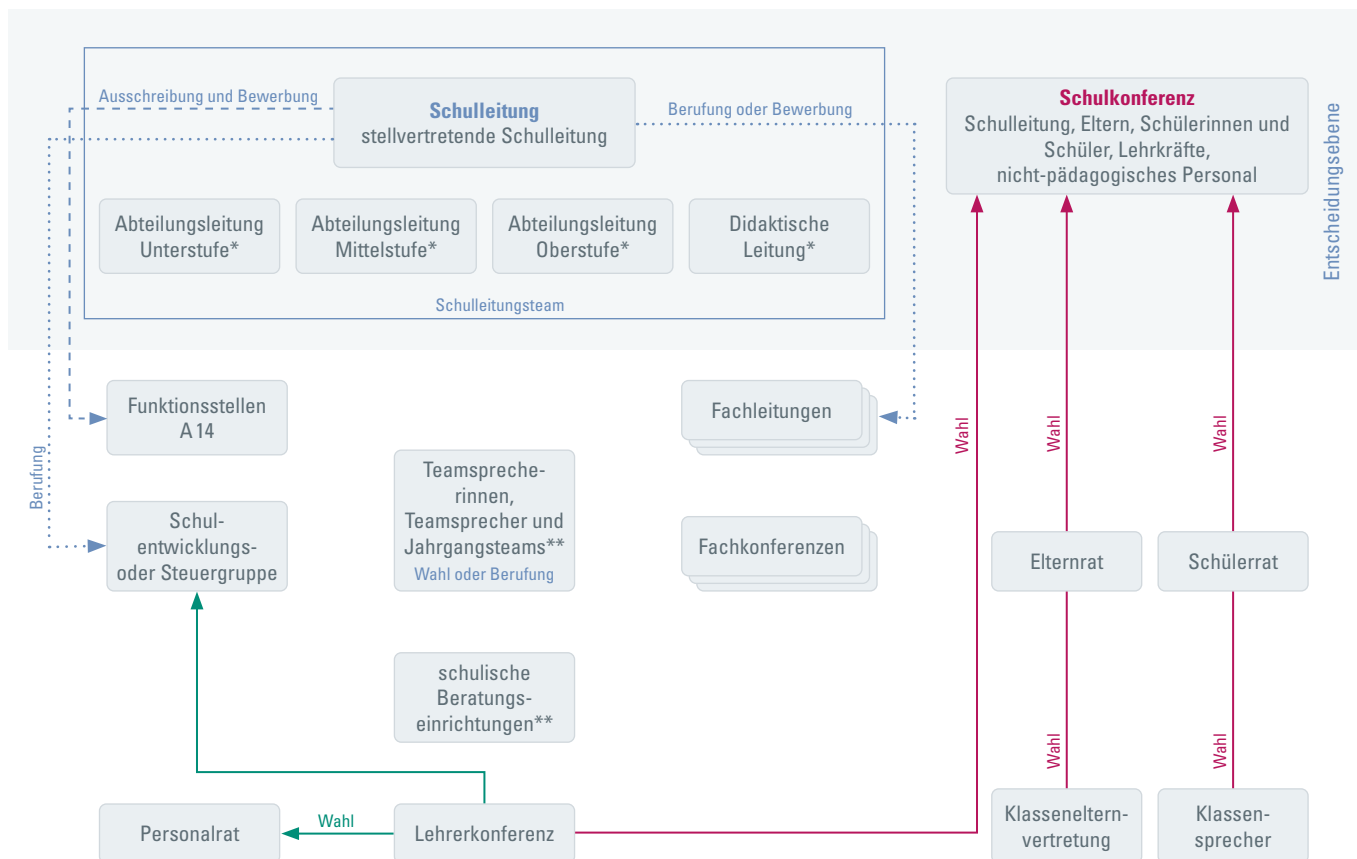 Ausschreibung und Bewerbung
Schulleitung
stellvertretende Schulleitung
Berufung oder Bewerbung
Schulkonferenz
Schulleitung, Eltern, Schülerinnen und
Schüler, Lehrkräfte,
nicht-pädagogisches Personal
Entscheidungsebene
Abteilungsleitung
Unterstufe*
Abteilungsleitung
Mittelstufe*
Abteilungsleitung
Oberstufe*
Didaktische
Leitung*
Schulleitungsteam
Funktionsstellen
A 14
Fachleitungen
Wahl
Wahl
Wahl
Berufung
Teamspreche-
rinnen,
Teamsprecher und
Jahrgangsteams**
Wahl oder Berufung
Schul-
entwicklungs-
oder Steuergruppe
Fachkonferenzen
Elternrat
Schülerrat
schulische
Beratungs-
einrichtungen**
Wahl
Wahl
Personalrat
Wahl
Lehrerkonferenz
Klasseneltern-
vertretung
Klassen-
sprecher